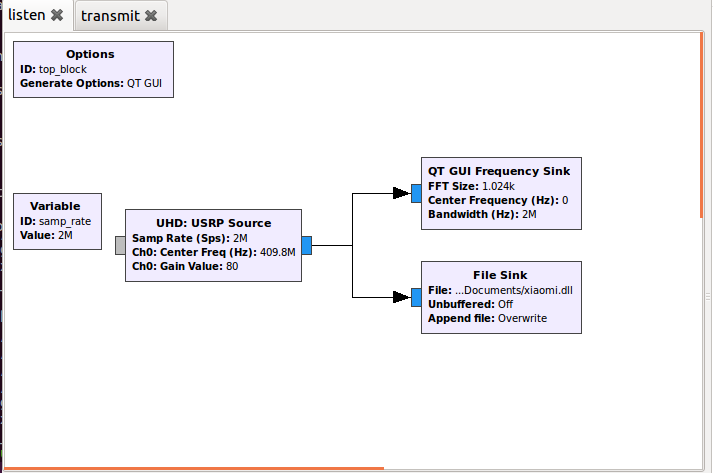 listen
transmit
Options
ID: top_block
Generate Options: QT GUI
Variable
ID: samp_rate
Value: 2M
UHD: USRP Source
Samp Rate (Sps): 2M
Ch0: Center Freq (Hz): 409.8M
Ch0: Gain Value: 80
QT GUI Frequency Sink
FFT Size: 1.024k
Center Frequency (Hz): 0
Bandwidth (Hz): 2M
File Sink
File: ...Documents/xiaomi.dll
Unbuffered: Off
Append file: Overwrite